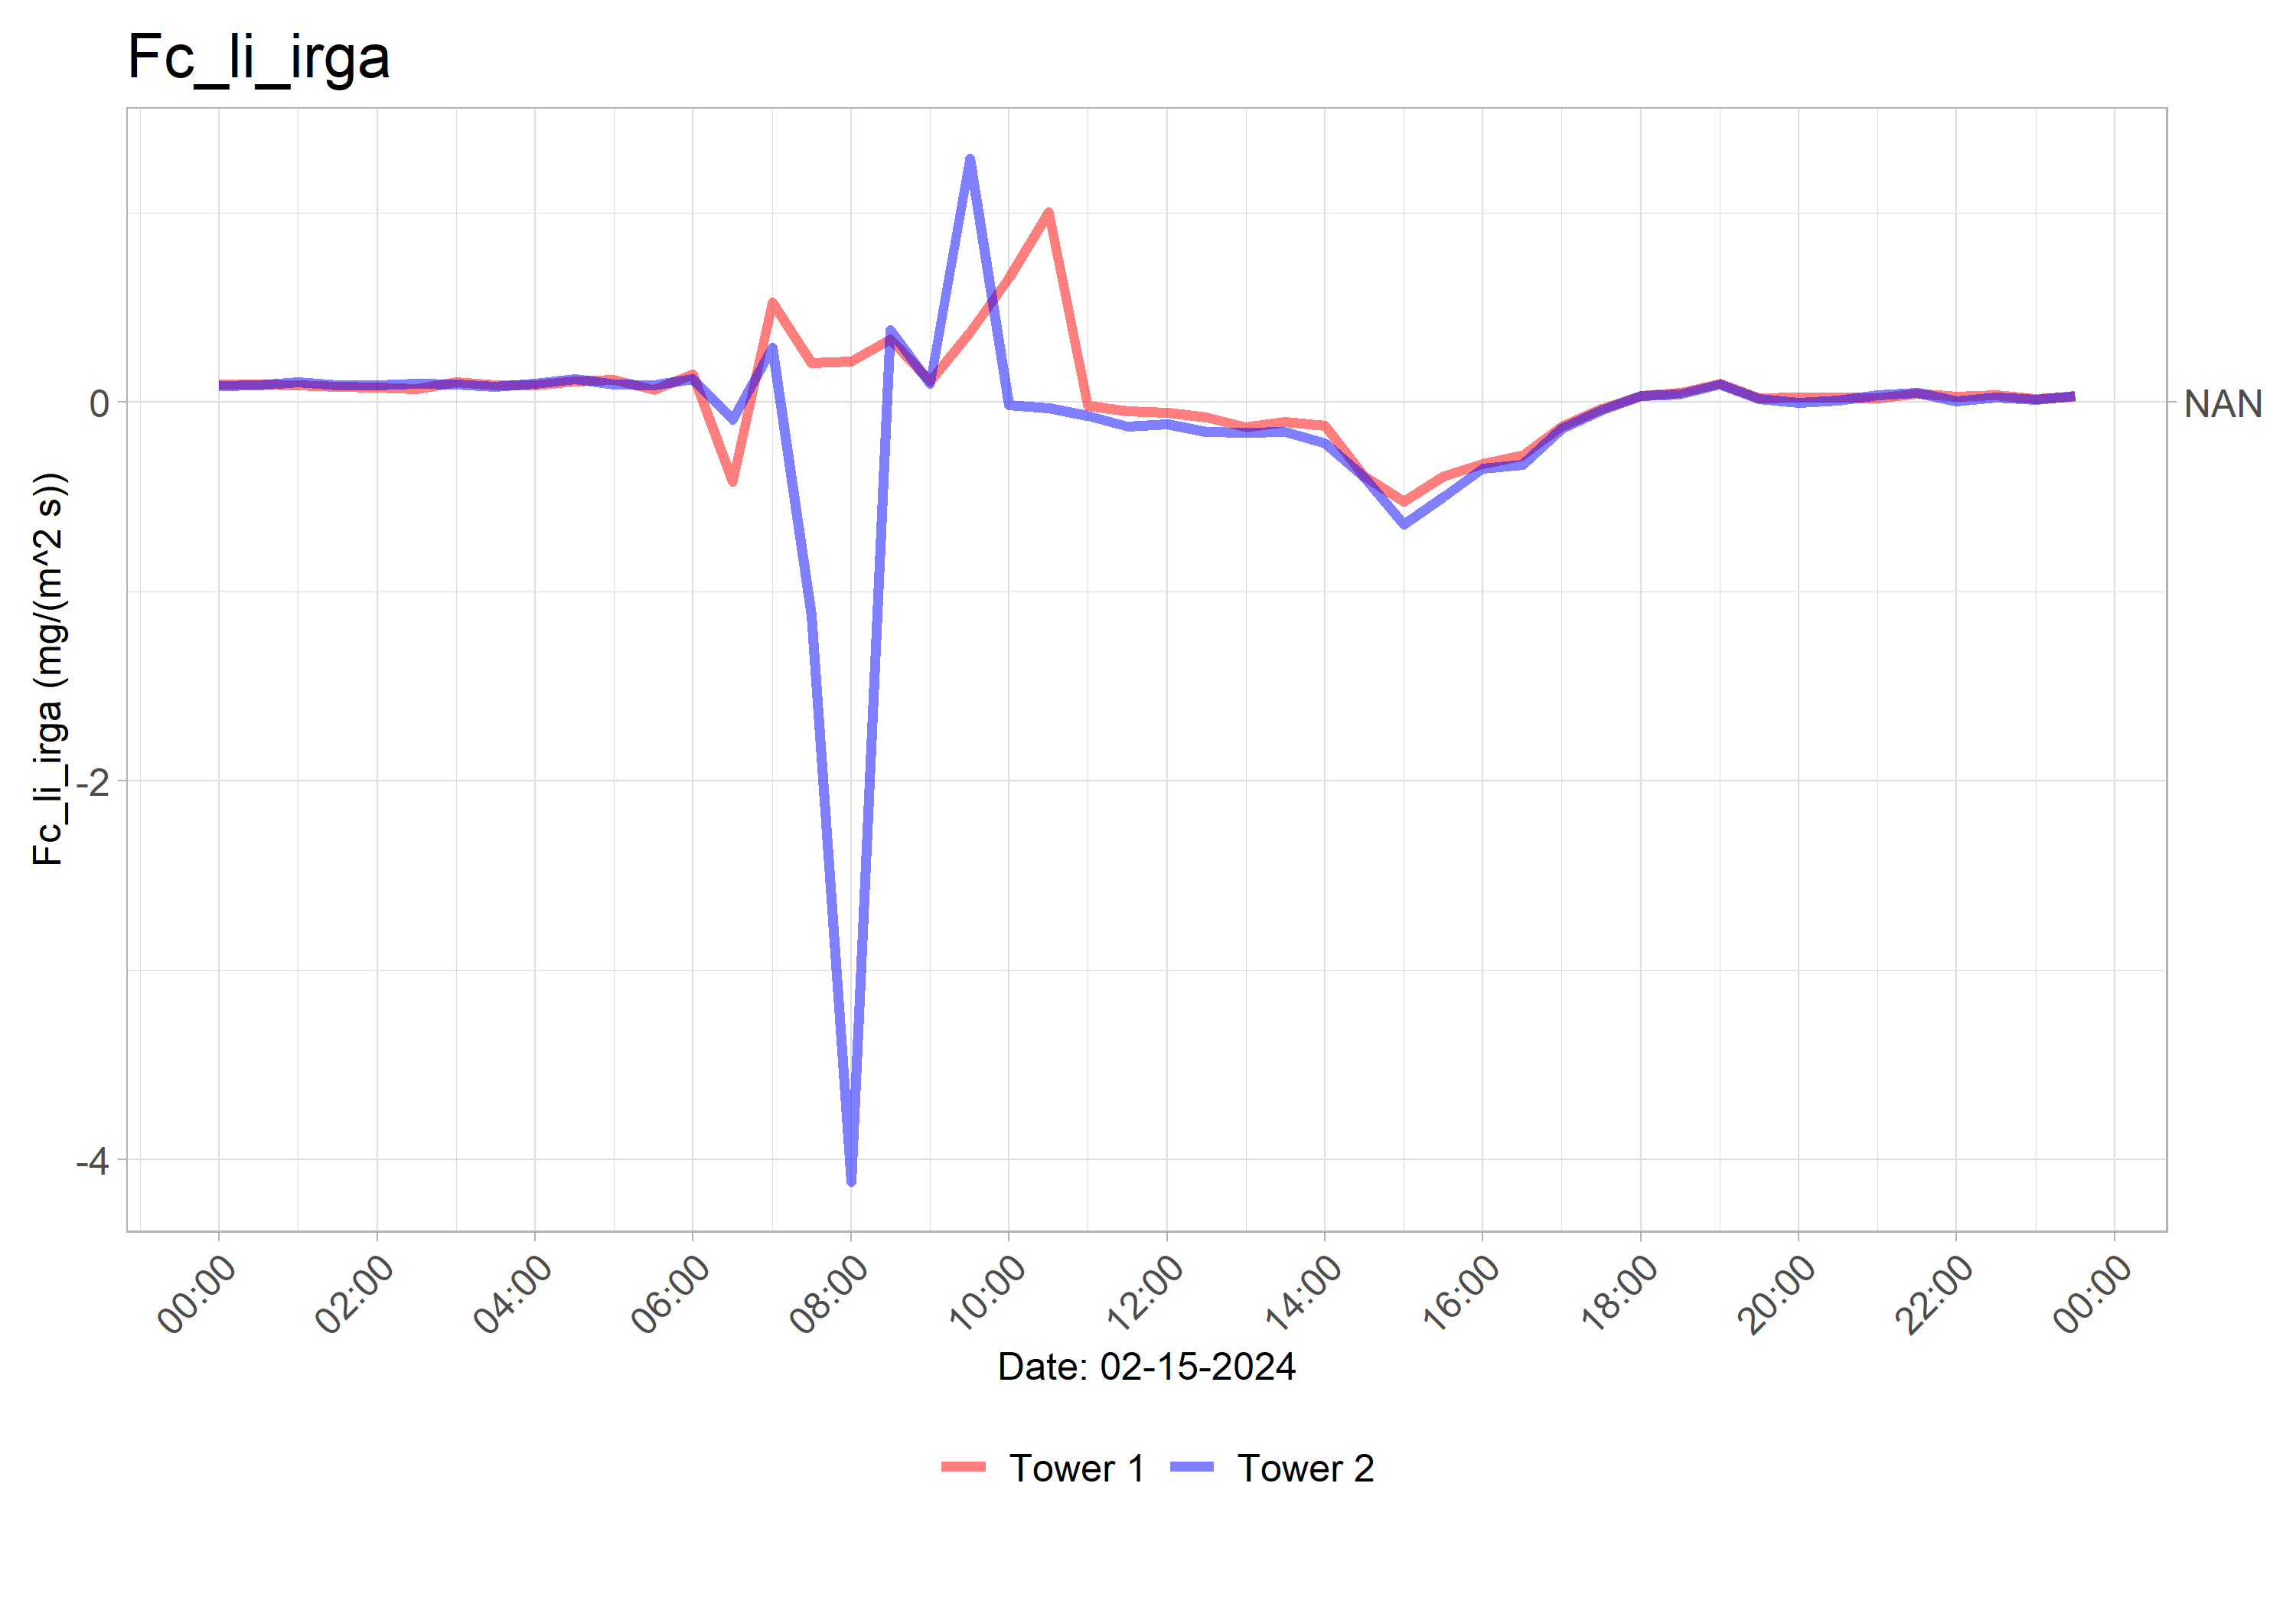 Fc_li_irga
Fc_li_irga (mg/(m^2 s))
0
-2
-4
NAN
00:00 02:00 04:00 06:00 08:00 10:00 12:00 14:00 16:00 18:00 20:00 22:00 00:00
Date: 02-15-2024
Tower 1 Tower 2